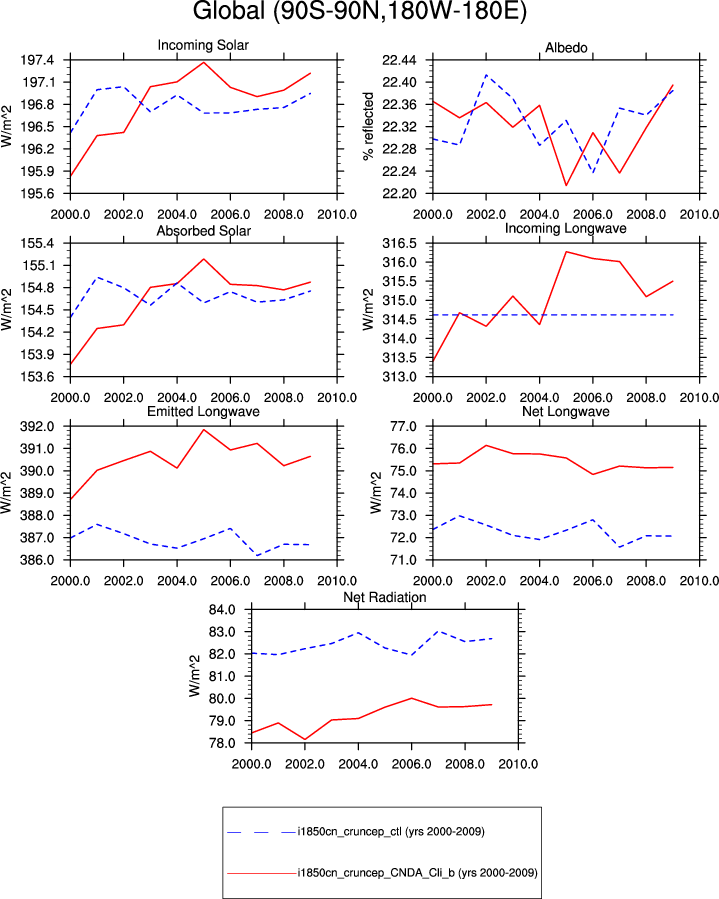 Global (90S-90N,180W-180E)
Incoming Solar
197.4
197.1
196.8
196.5
196.2
195.9
195.6
W/m^2
2000.0 2002.0 2004.0 2006.0 2008.0 2010.0
Albedo
22.44
22.40
22.36
22.32
22.28
22.24
22.20
% reflected
2000.0 2002.0 2004.0 2006.0 2008.0 2010.0
Absorbed Solar
155.4
155.1
154.8
154.5
154.2
153.9
153.6
W/m^2
2000.0 2002.0 2004.0 2006.0 2008.0 2010.0
Incoming Longwave
316.5
316.0
315.5
315.0
314.5
314.0
313.5
313.0
W/m^2
2000.0 2002.0 2004.0 2006.0 2008.0 2010.0
Emitted Longwave
392.0
391.0
390.0
389.0
388.0
387.0
386.0
W/m^2
2000.0 2002.0 2004.0 2006.0 2008.0 2010.0
Net Longwave
77.0
76.0
75.0
74.0
73.0
72.0
71.0
W/m^2
2000.0 2002.0 2004.0 2006.0 2008.0 2010.0
Net Radiation
84.0
83.0
82.0
81.0
80.0
79.0
78.0
W/m^2
2000.0 2002.0 2004.0 2006.0 2008.0 2010.0
i1850cn_cruncep_ctl (yrs 2000-2009)
i1850cn_cruncep_CNDA_Cli_b (yrs 2000-2009)